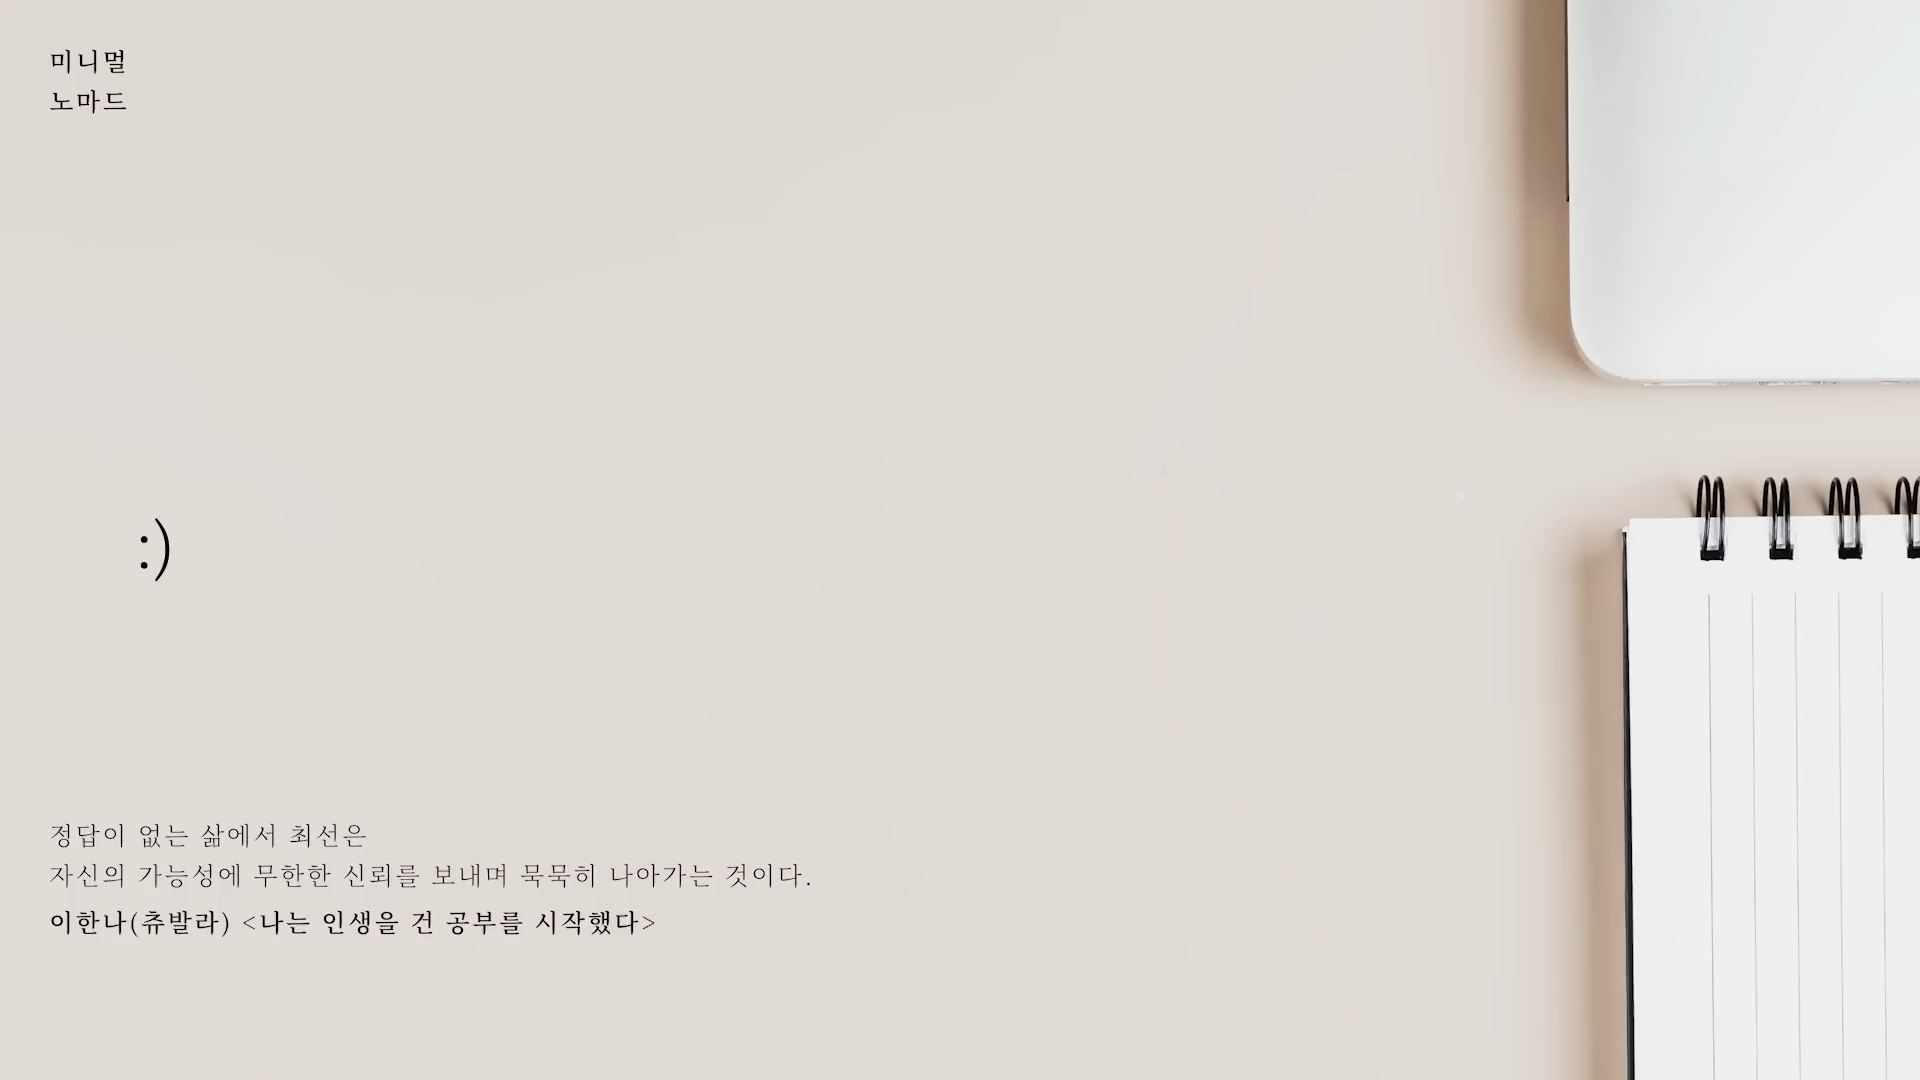 미니멀
노마드
:)
정답이 없는 삶에서 최선은
자신의 가능성에 무한한 신뢰를 보내며 묵묵히 나아가는 것이다.
이한나(츄발라) <나는 인생을 건 공부를 시작했다>